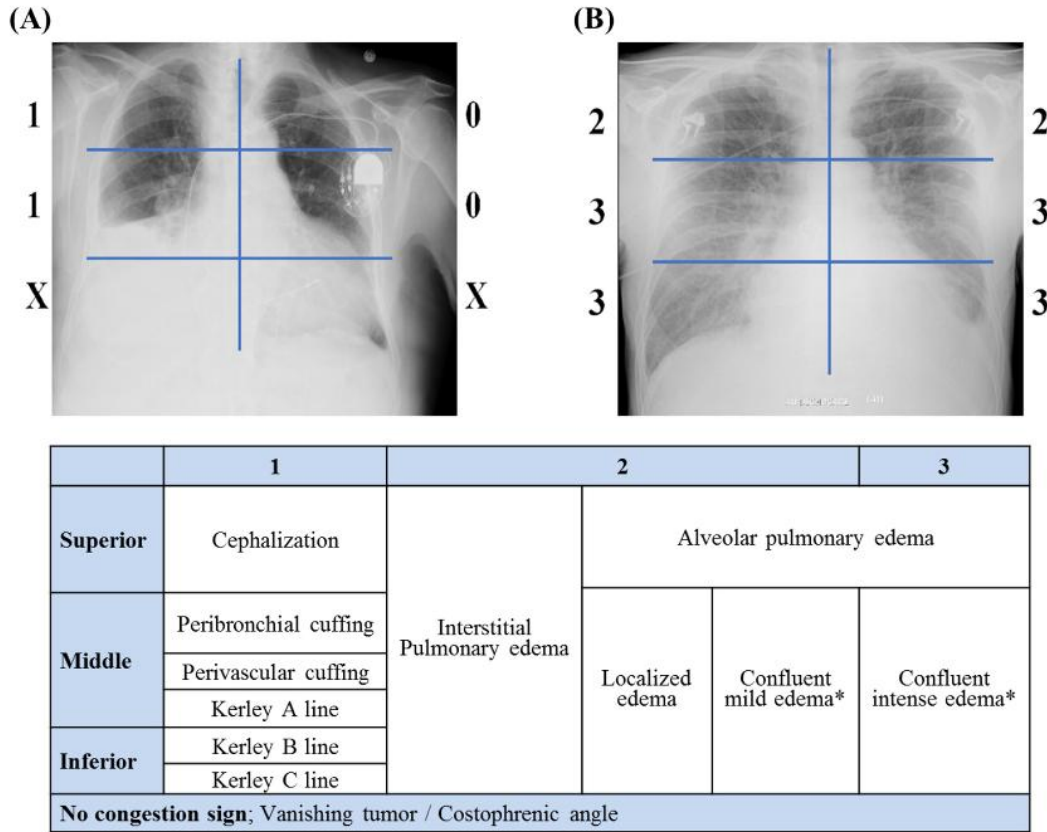 (A)
(B)
1
0
1
0
X
X
2
2
3
3
3
3
1
2
3
Superior
Cephalization
Interstitial
Pulmonary edema
Alveolar pulmonary edema
Middle
Peribronchial cuffing
Perivascular cuffing
Kerley A line
Localized
edema
Confluent
mild edema*
Confluent
intense edema*
Inferior
Kerley B line
Kerley C line
No congestion sign; Vanishing tumor / Costophrenic angle